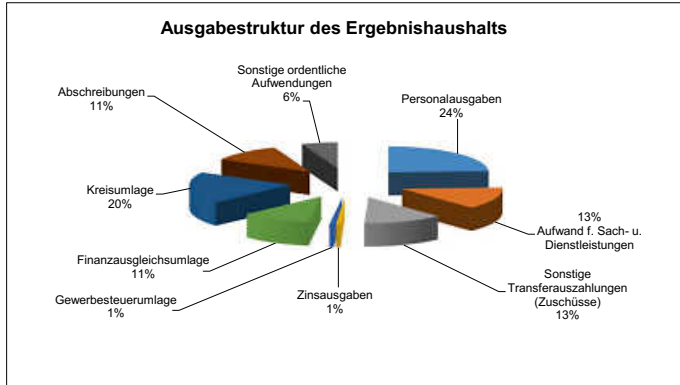 Ausgabestruktur des Ergebnishaushalts
Sonstige ordentliche
Aufwendungen
6%
Abschreibungen
11%
Personalausgaben
24%
Kreisumlage
20%
13%
Aufwand f. Sach- u.
Dienstleistungen
Finanzausgleichsumlage
11%
Sonstige
Transferauszahlungen
(Zuschüsse)
13%
Gewerbesteuerumlage
1%
Zinsausgaben
1%